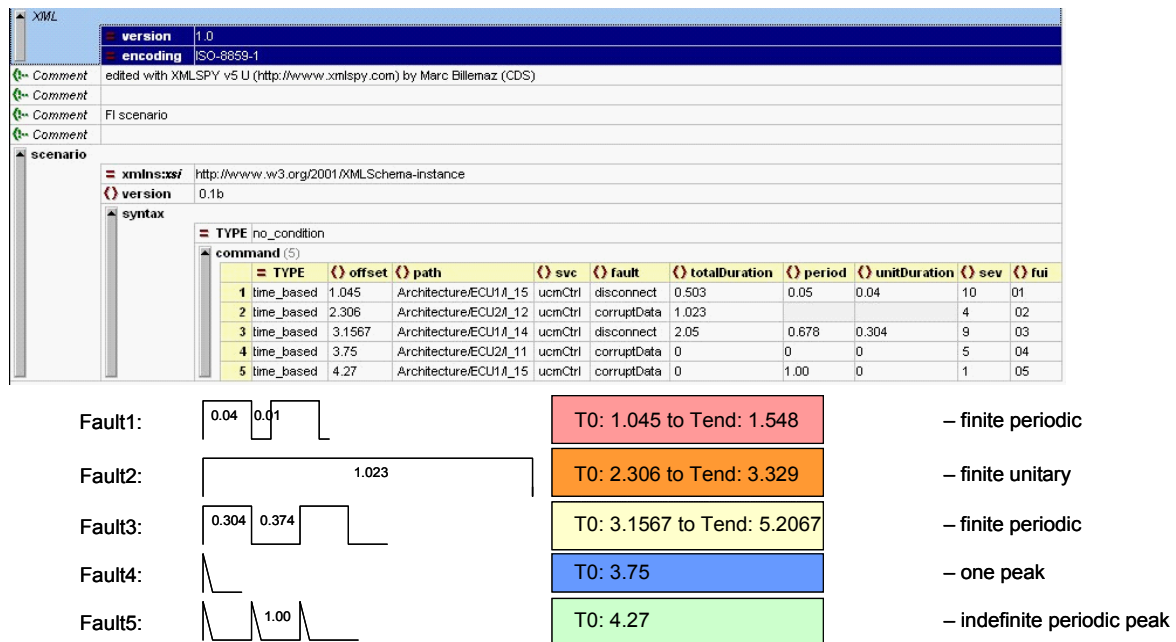 XML
= version 1.0
= encoding ISO-8859-1
Comment edited with XMLSPY v5 U (http://www.xmlspy.com) by Marc Billemaz (CDS)
Comment
Comment FI scenario
Comment
scenario
= xmlns:xsi http://www.w3.org/2001/XMLSchema-instance
() version 0.1b
syntax
= TYPE no_condition
command (5)
= TYPE () offset () path () svc () fault () totalDuration () period () unitDuration () sev () fui
1 time_based 1.045 Architecture/ECU1/I_15 ucmCtrl disconnect 0.503 0.05 0.04 10 01
2 time_based 2.306 Architecture/ECU2/I_12 ucmCtrl corruptData 1.023 4 02
3 time_based 3.1567 Architecture/ECU1/I_14 ucmCtrl disconnect 2.05 0.678 0.304 9 03
4 time_based 3.75 Architecture/ECU2/I_11 ucmCtrl corruptData 0 0 0 5 04
5 time_based 4.27 Architecture/ECU1/I_15 ucmCtrl corruptData 0 1.00 0 1 05
Fault1: 0.04 0.01 T0: 1.045 to Tend: 1.548 – finite periodic
Fault2: 1.023 T0: 2.306 to Tend: 3.329 – finite unitary
Fault3: 0.304 0.374 T0: 3.1567 to Tend: 5.2067 – finite periodic
Fault4: T0: 3.75 – one peak
Fault5: 1.00 T0: 4.27 – indefinite periodic peak